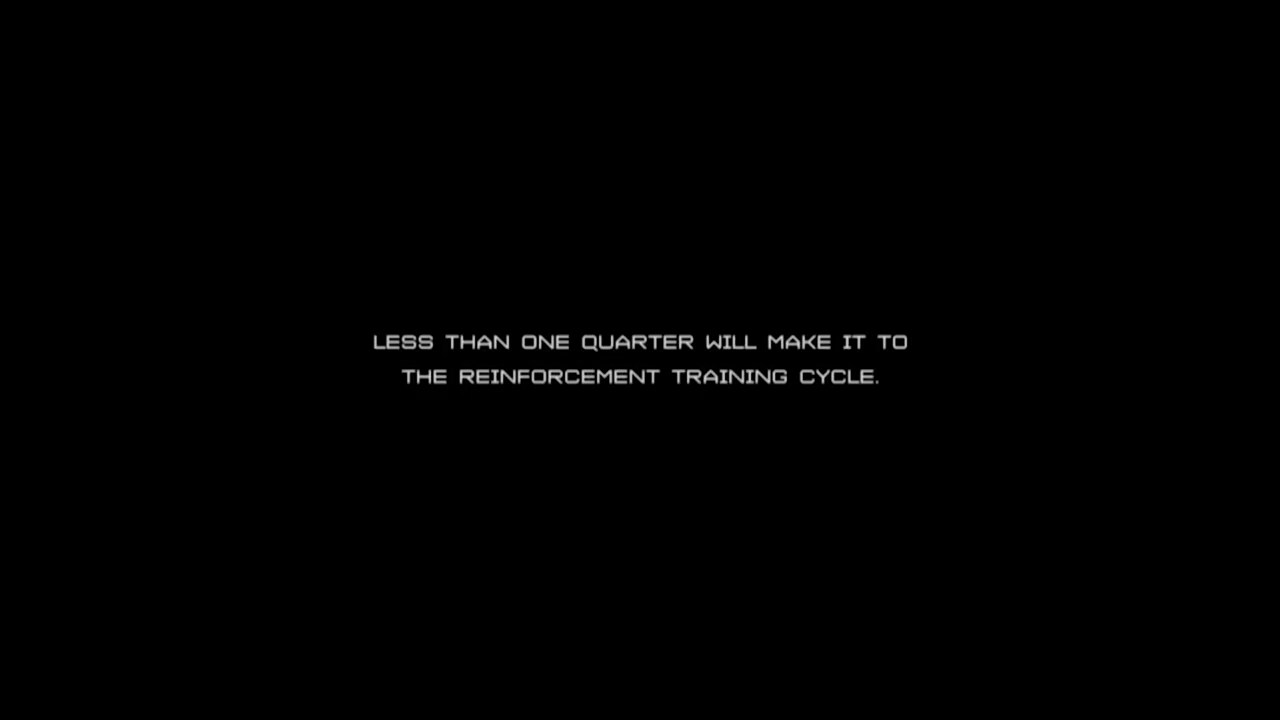 LESS THAN ONE QUARTER WILL MAKE IT TO
THE REINFORCEMENT TRAINING CYCLE.